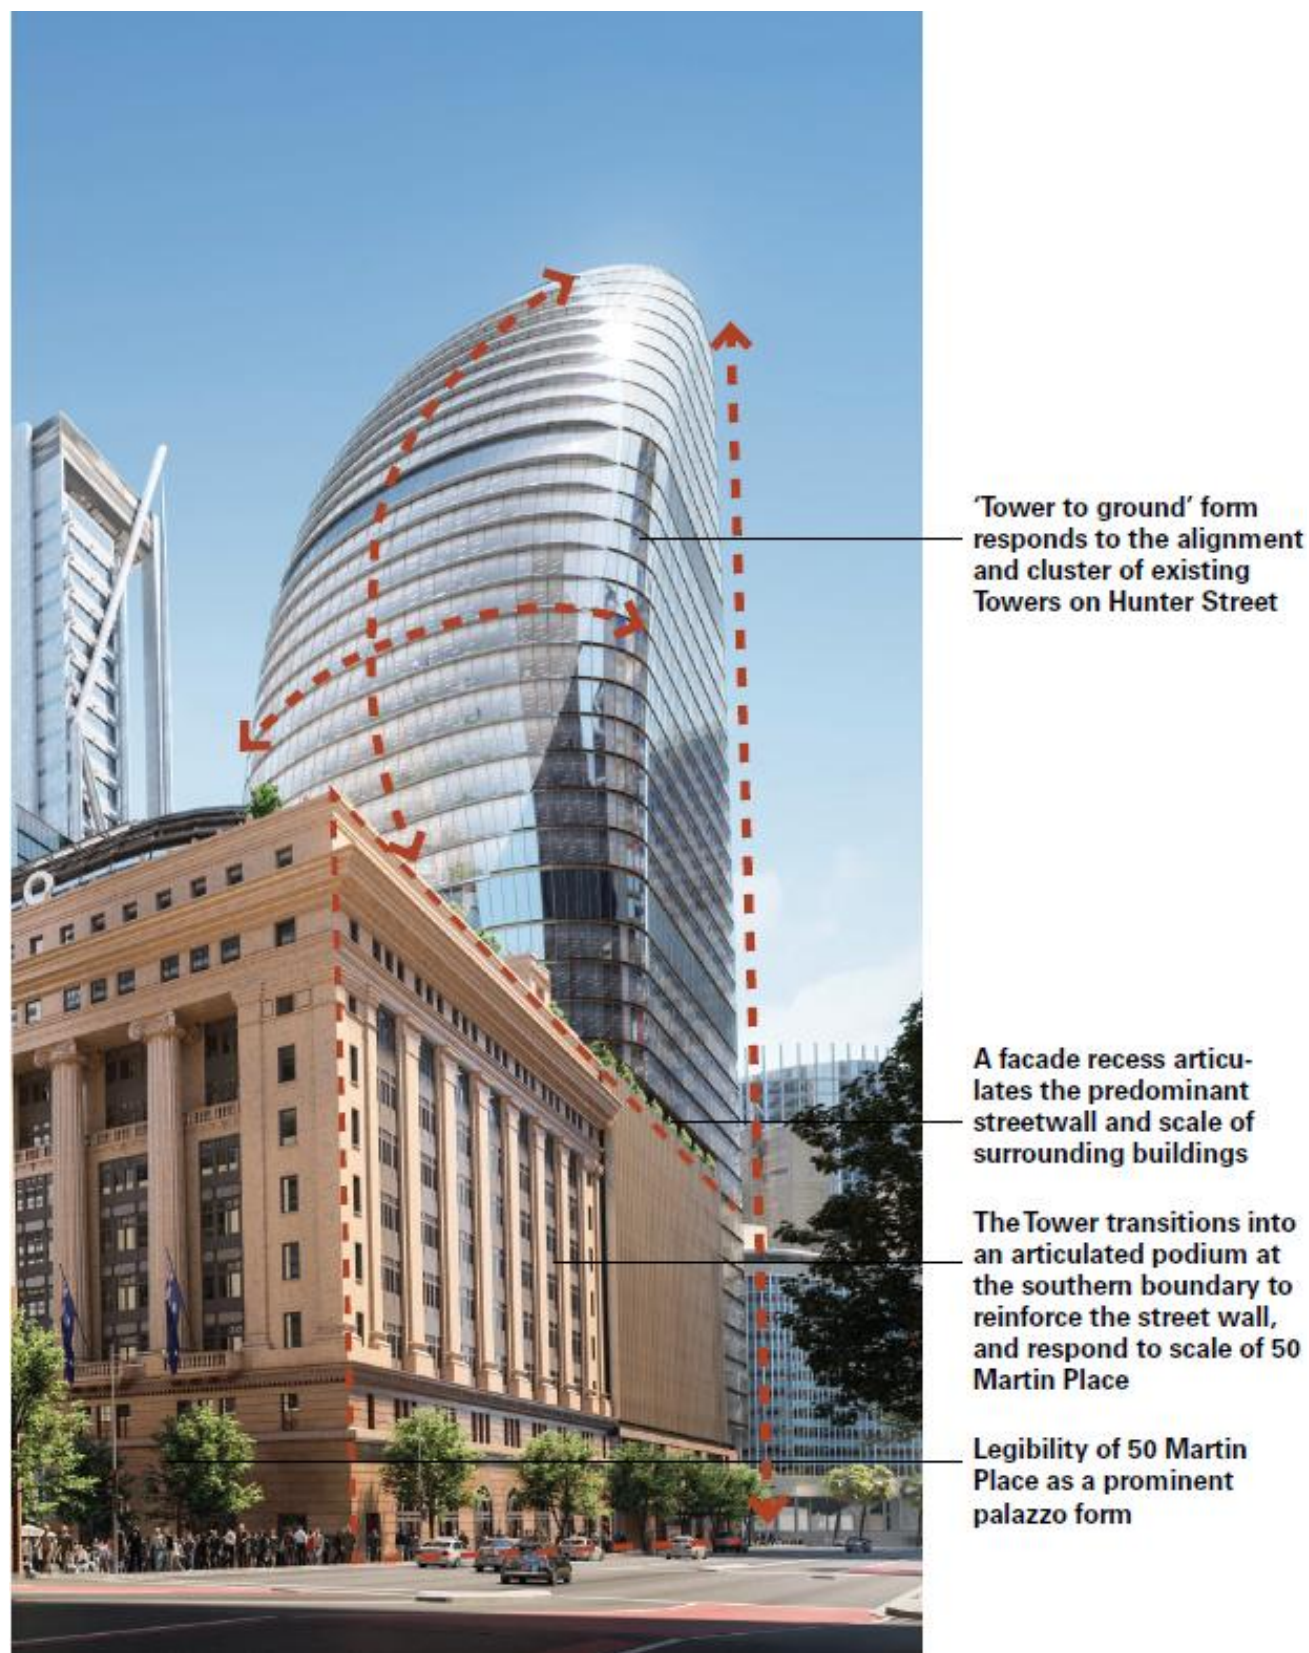 ‘Tower to ground’ form
responds to the alignment
and cluster of existing
Towers on Hunter Street
A facade recess articu-
lates the predominant
streetwall and scale of
surrounding buildings
The Tower transitions into
an articulated podium at
the southern boundary to
reinforce the street wall,
and respond to scale of 50
Martin Place
Legibility of 50 Martin
Place as a prominent
palazzo form